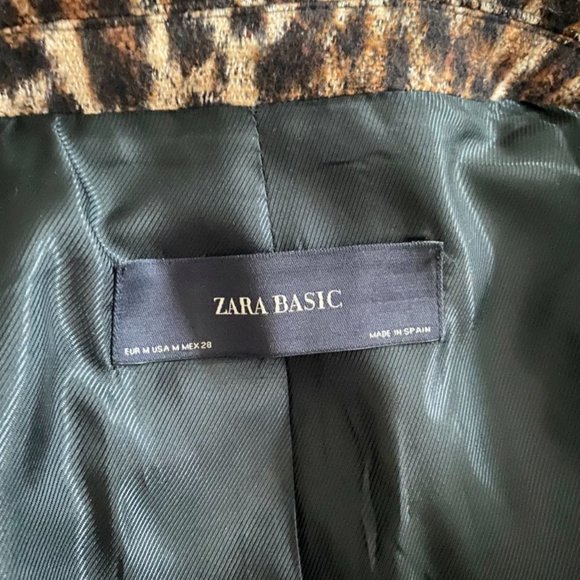 ZARA BASIC
EUR M USA M MEX 28
MADE IN SPAIN